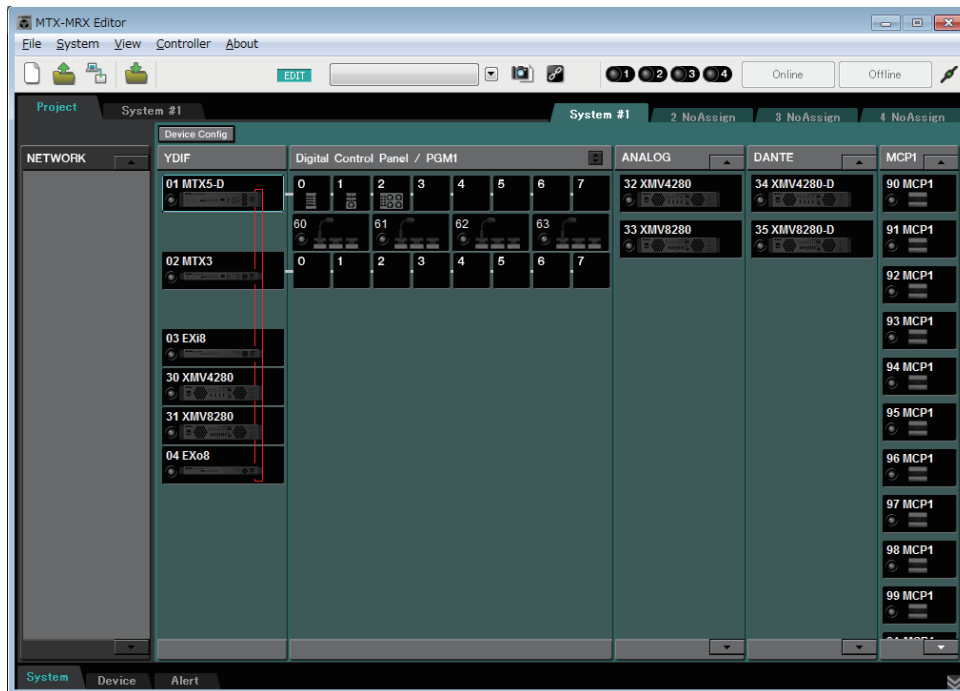 MTX-MRX Editor
File System View Controller About
EDIT 1 2 3 4 Online Offline
Project System #1 System #1 2 NoAssign 3 NoAssign 4 NoAssign
Device Config
NETWORK YDIF Digital Control Panel / PGM1 ANALOG DANTE MCP1
01 MTX5-D 0 1 2 3 4 5 6 7 32 XMV4280 34 XMV4280-D 90 MCP1
60 61 62 63 33 XMV8280 35 XMV8280-D 91 MCP1
02 MTX3 0 1 2 3 4 5 6 7
92 MCP1
93 MCP1
03 EXi8
94 MCP1
30 XMV4280
95 MCP1
31 XMV8280
96 MCP1
04 EXo8
97 MCP1
98 MCP1
99 MCP1
System Device Alert